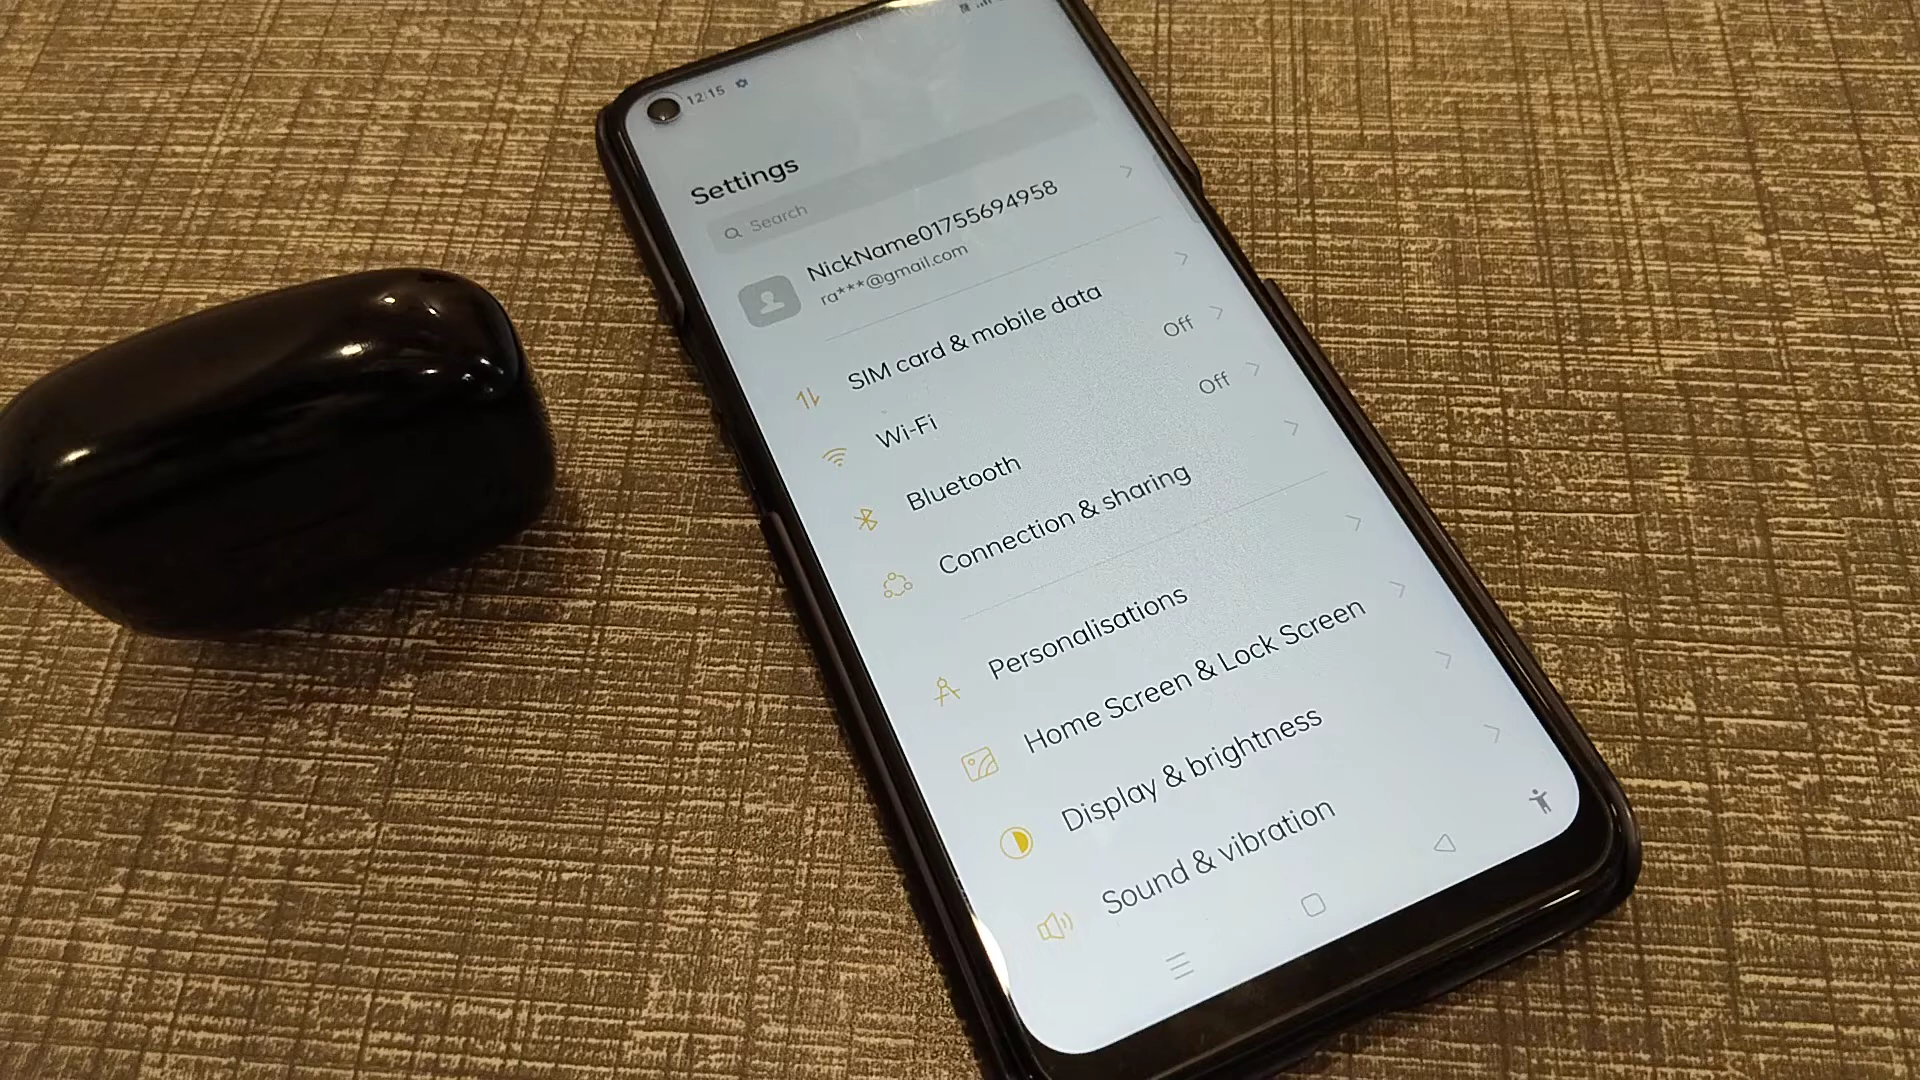 12:15
Settings
Search
NickName01755694958
ra***@gmail.com
SIM card & mobile data
Wi-Fi Off
Bluetooth Off
Connection & sharing
Personalisations
Home Screen & Lock Screen
Display & brightness
Sound & vibration